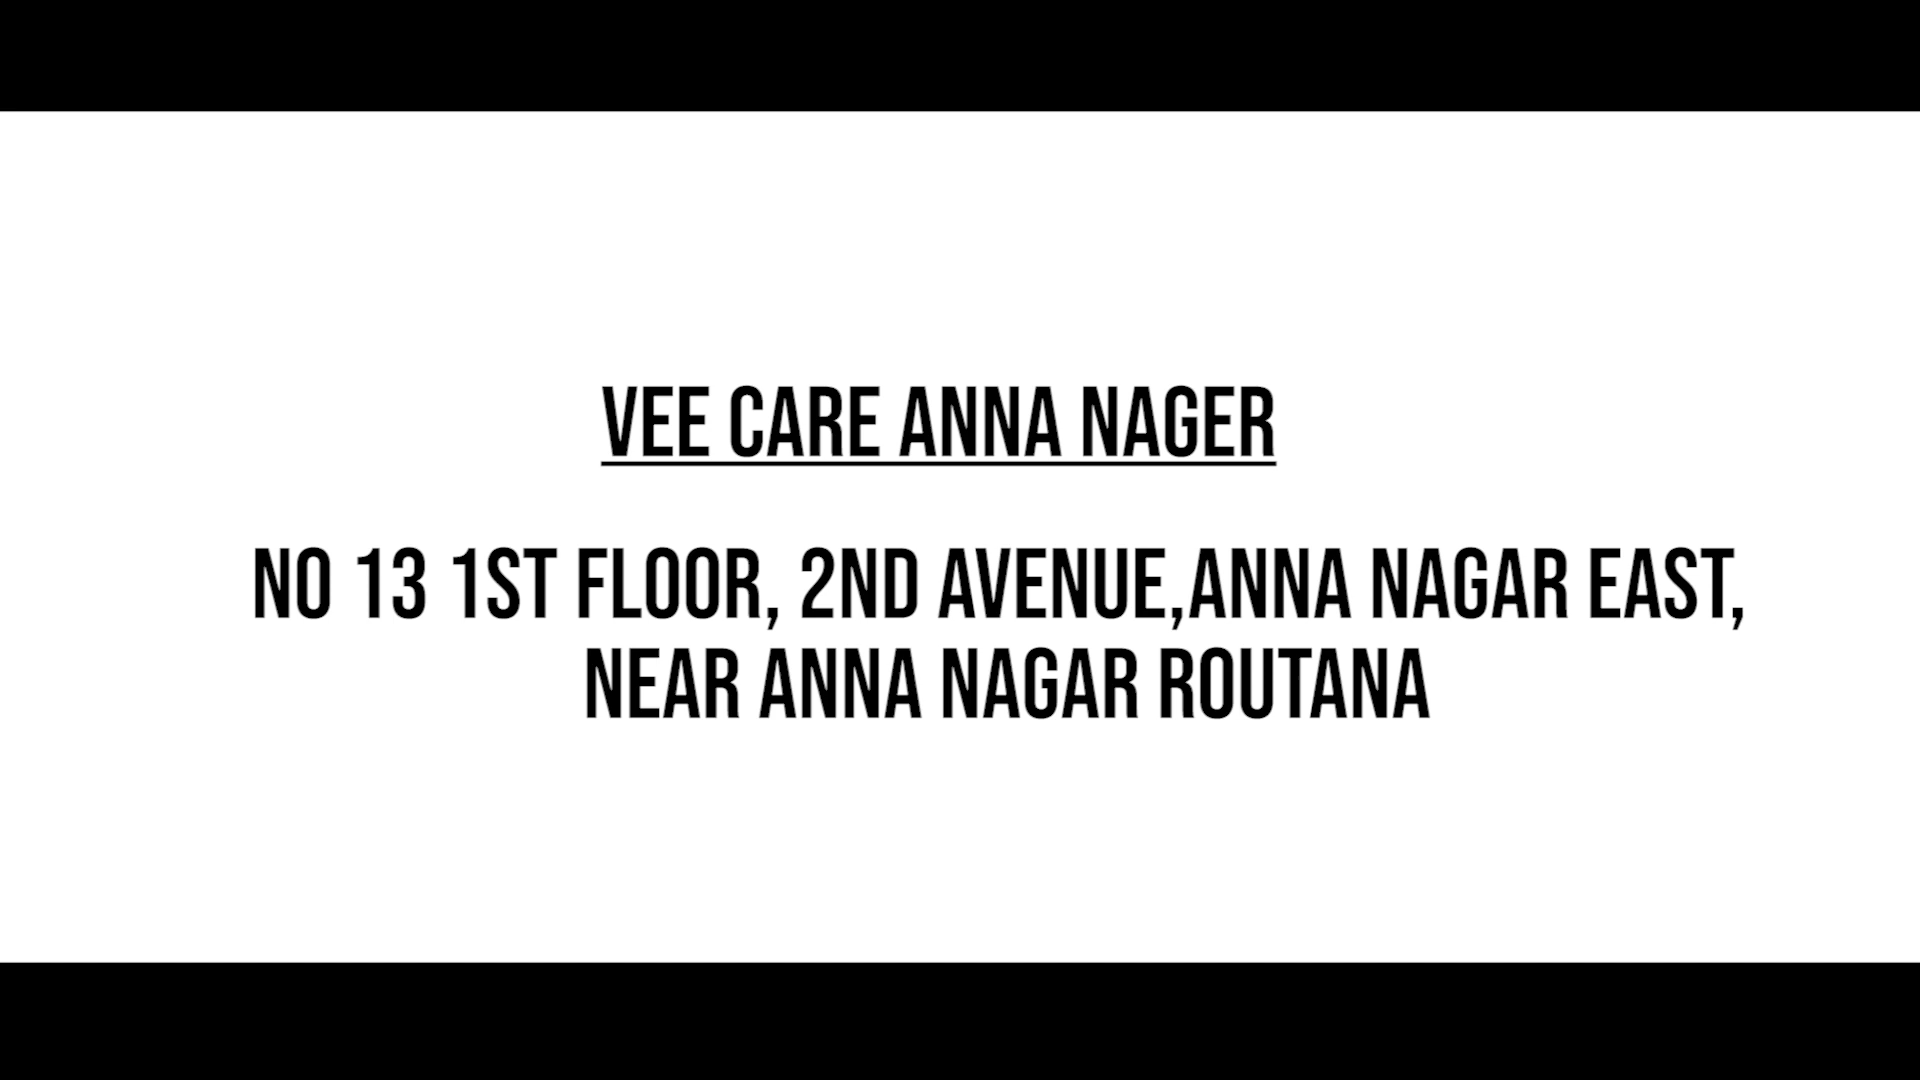 VEE CARE ANNA NAGER
NO 13 1ST FLOOR, 2ND AVENUE,ANNA NAGAR EAST,
NEAR ANNA NAGAR ROUTANA